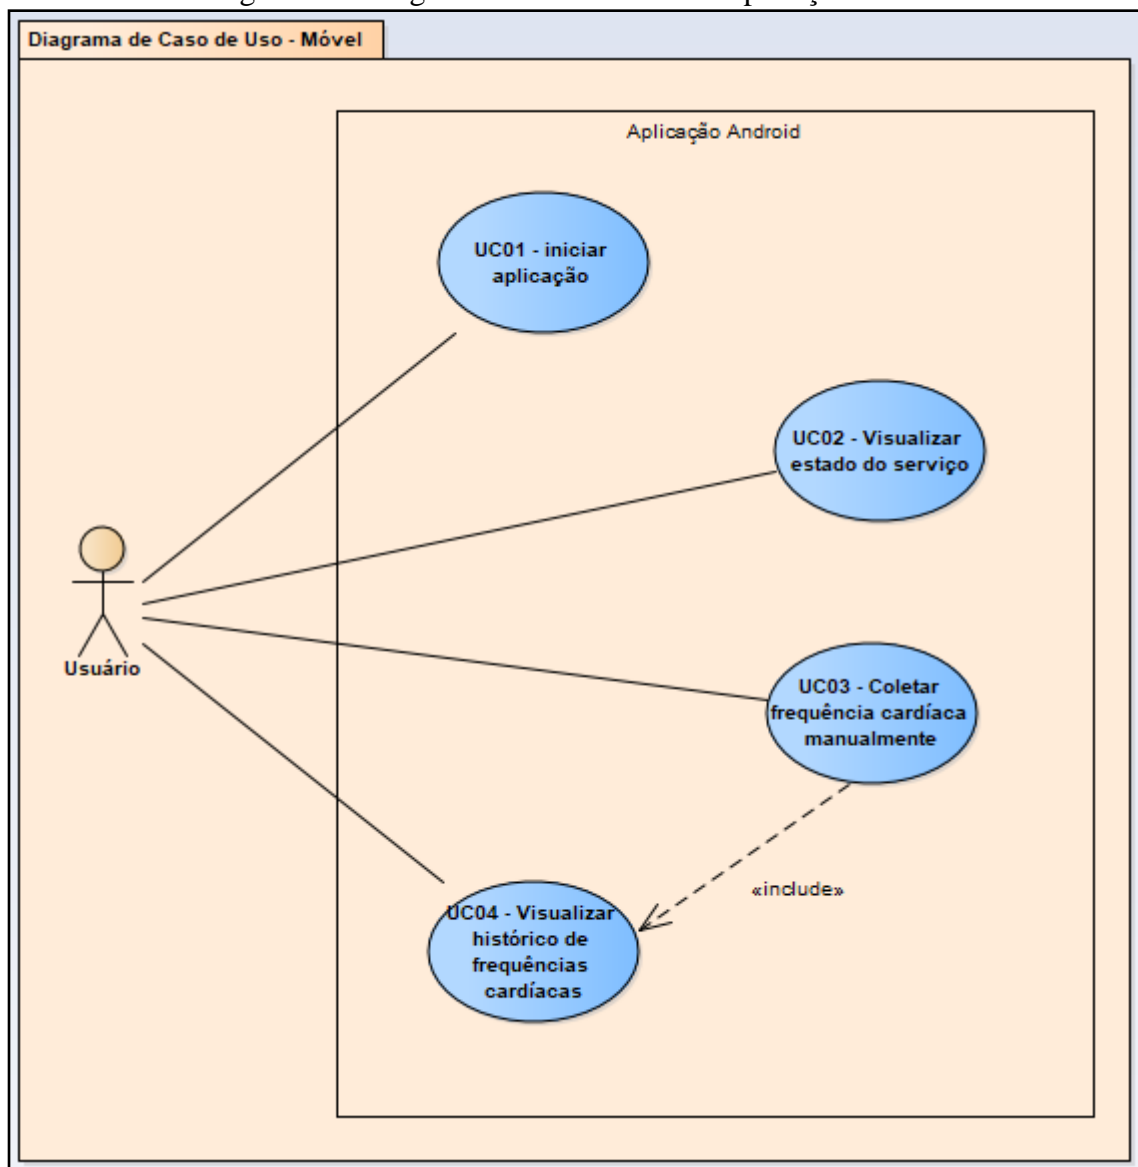 Diagrama de Caso de Uso - Móvel
Aplicação Android
UC01 - iniciar
aplicação
UC02 - Visualizar
estado do serviço
Usuário
UC03 - Coletar
frequência cardíaca
manualmente
«include»
UC04 - Visualizar
histórico de
frequências
cardíacas